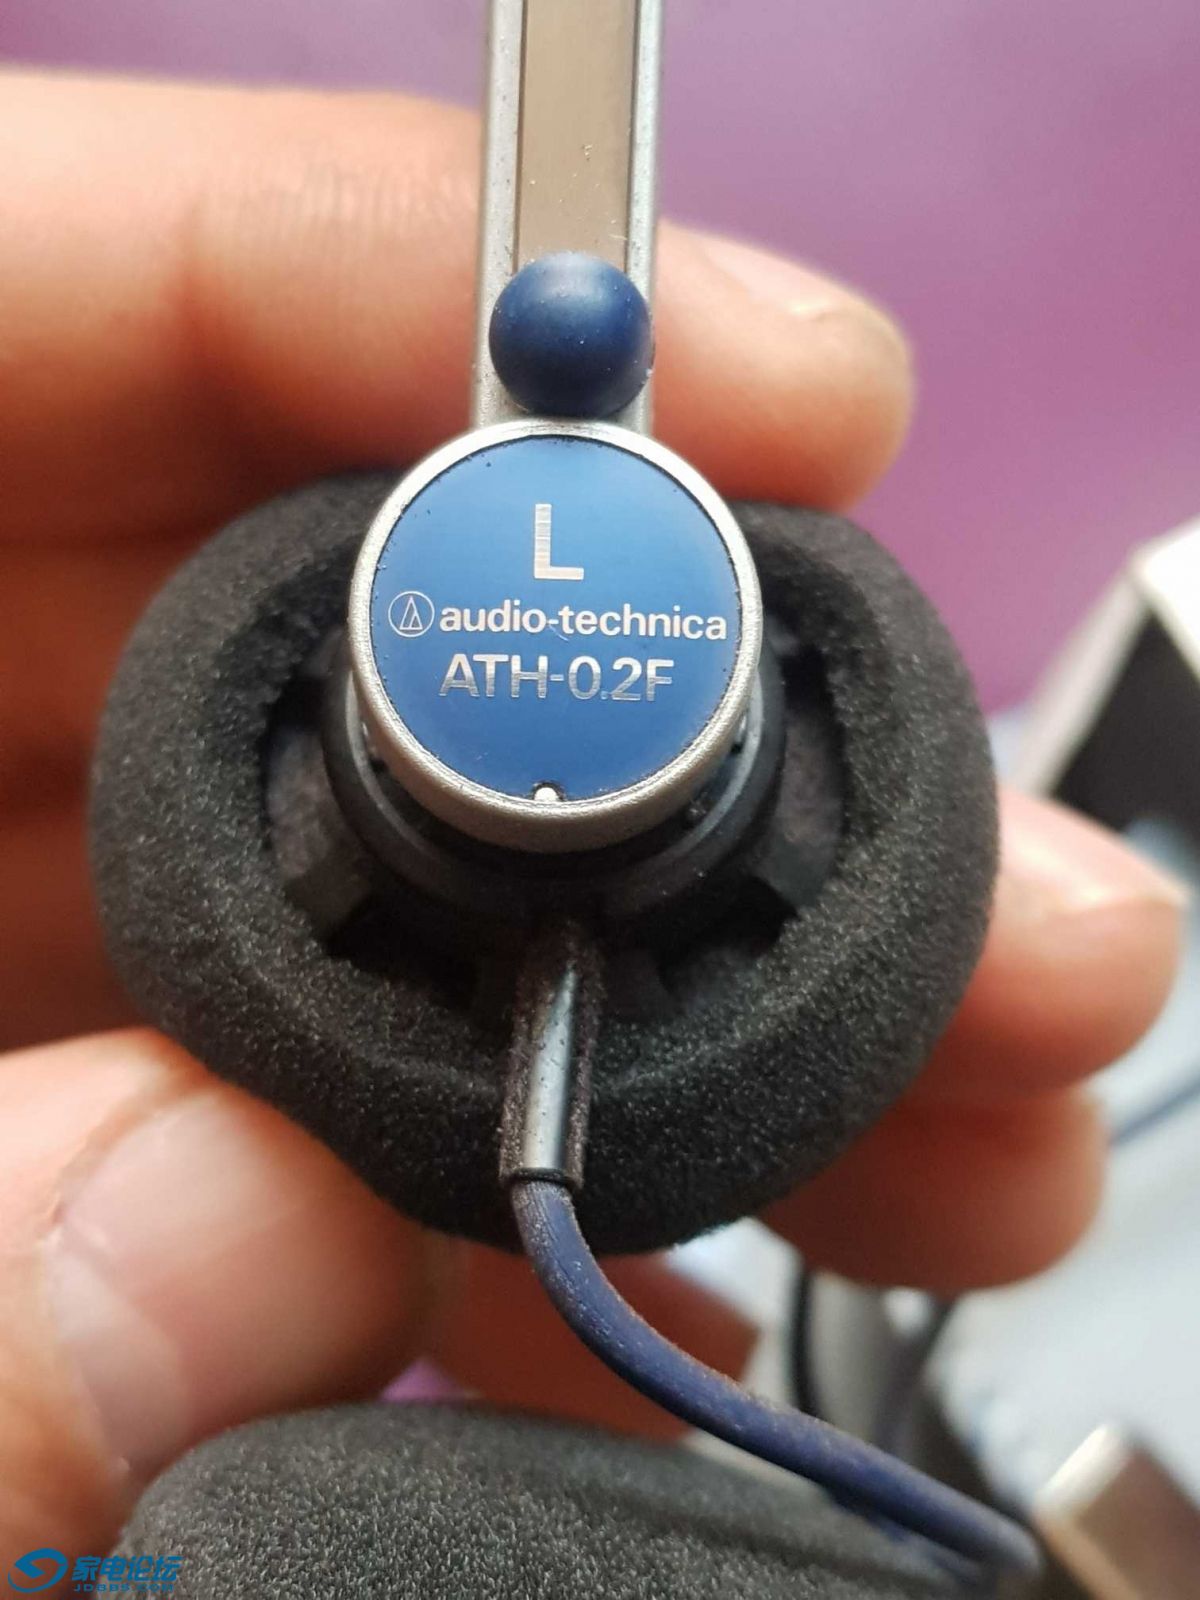 L
audio-technica
ATH-0.2F
家电论坛
JDBBS.COM